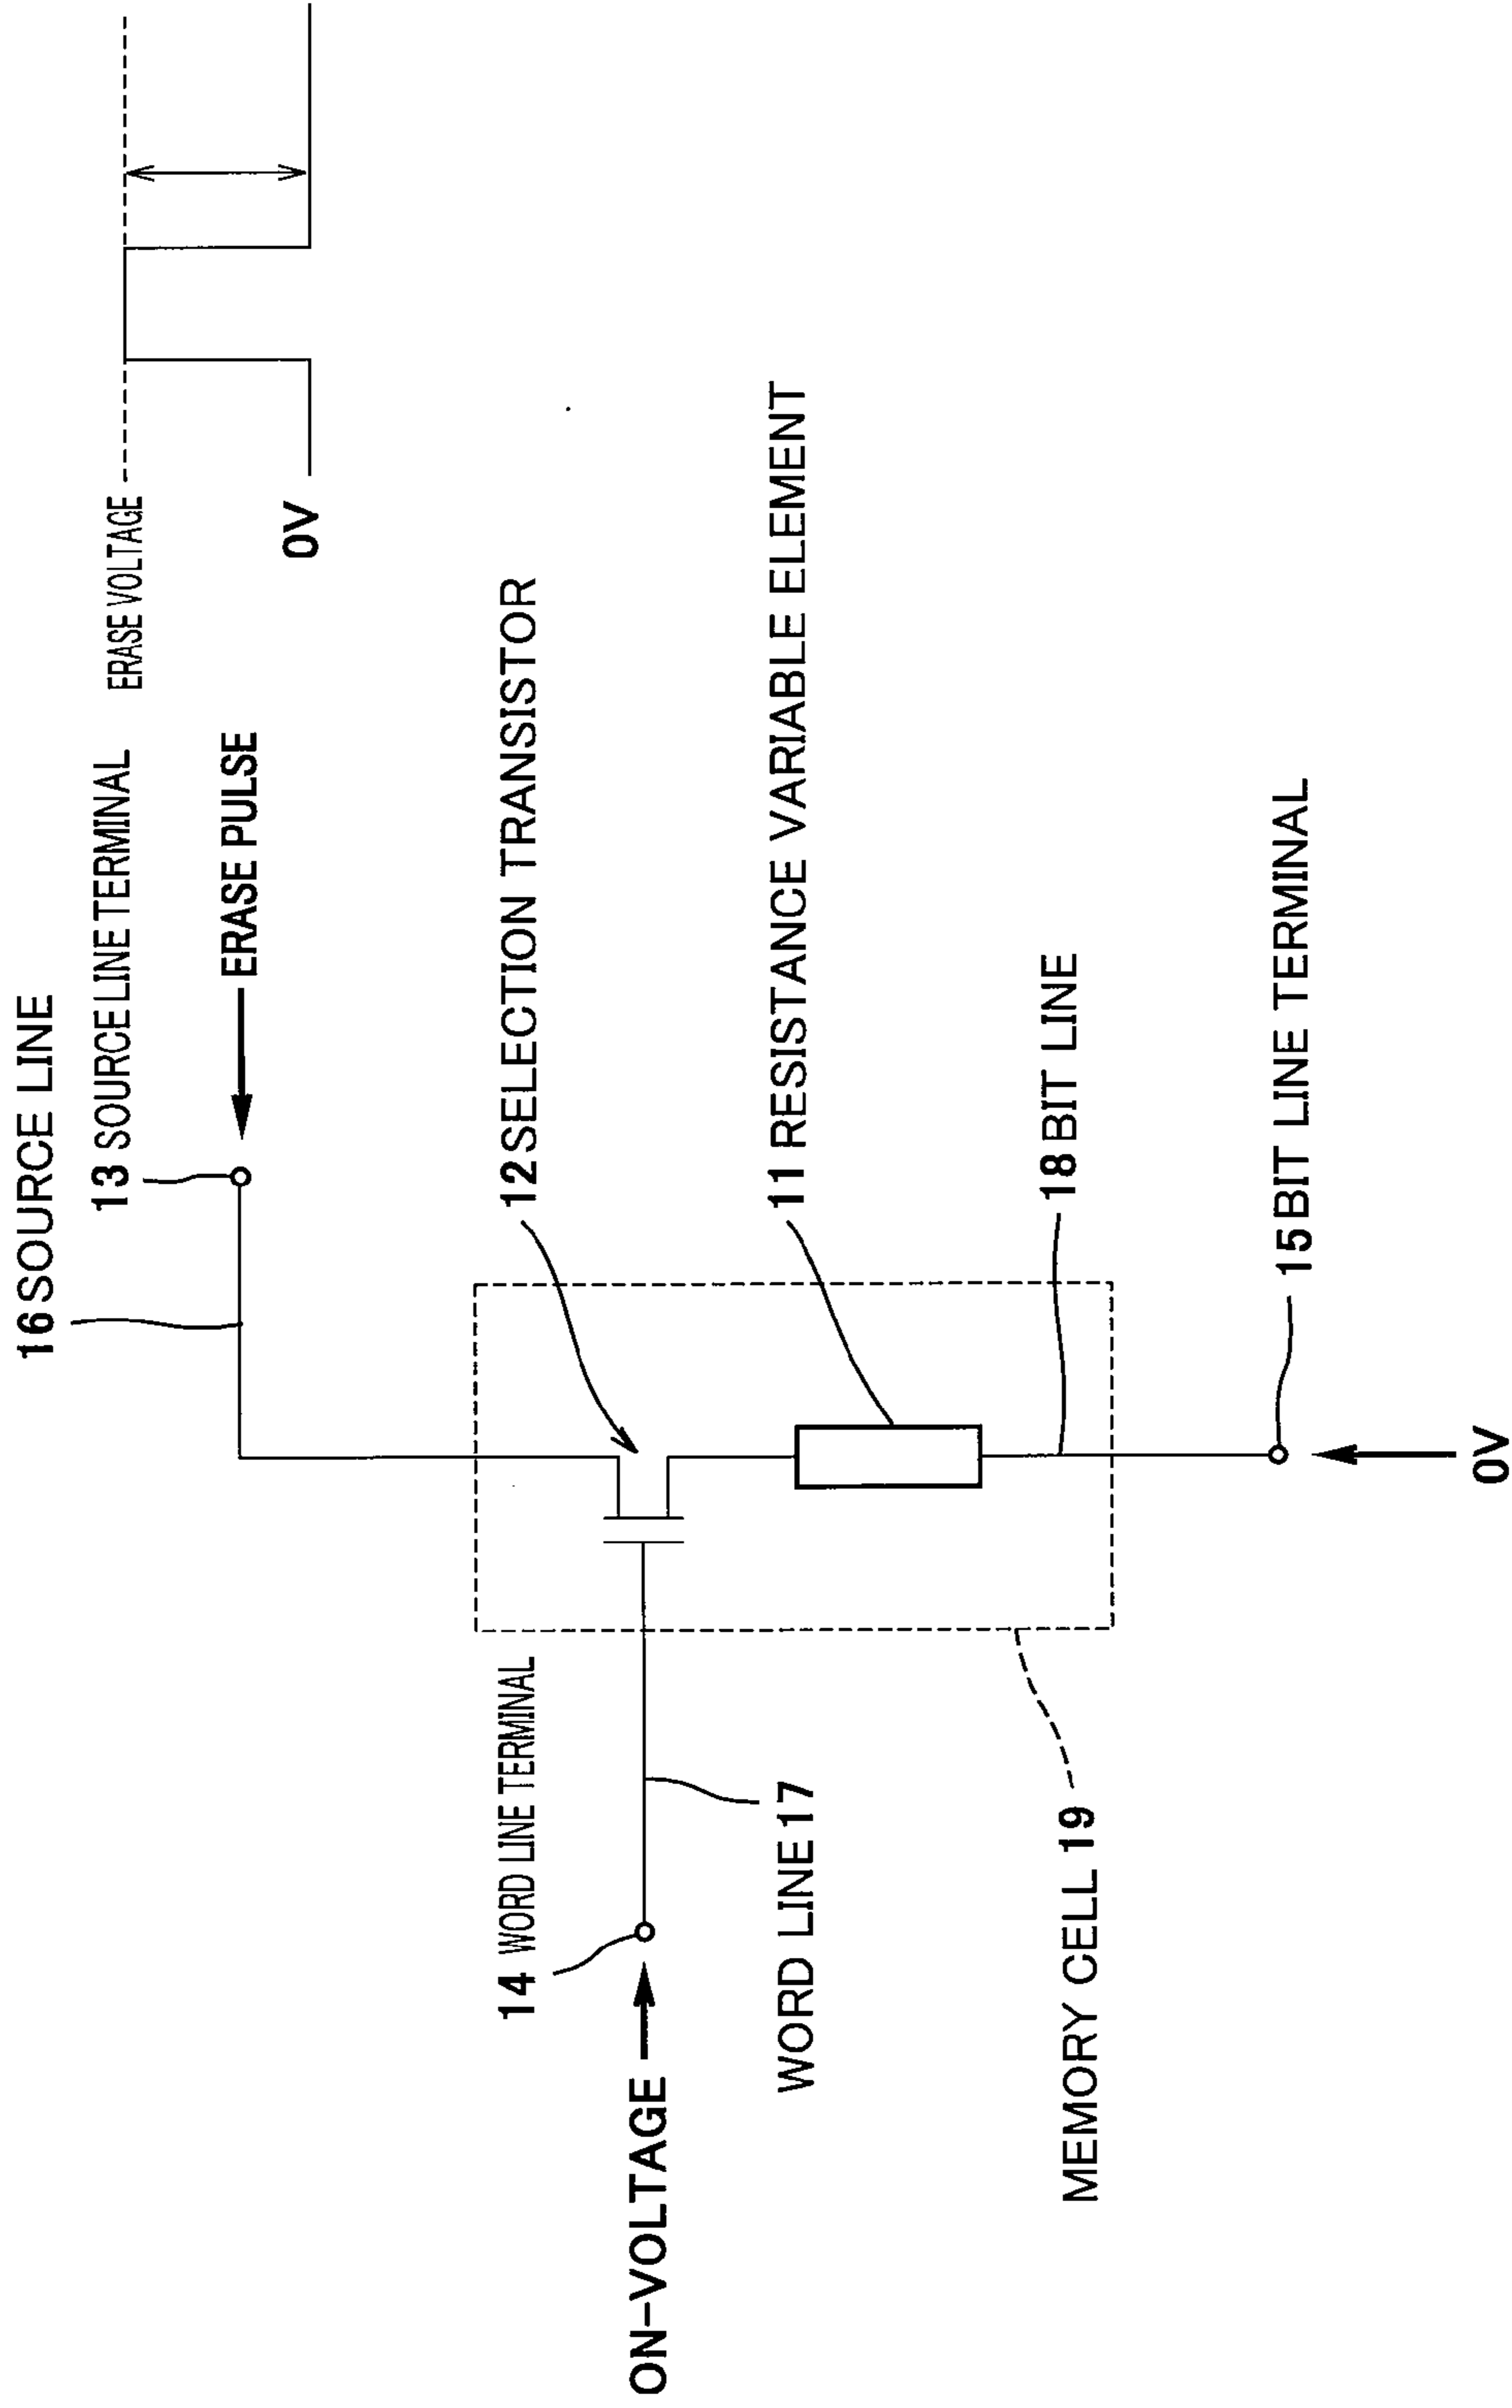 16 SOURCE LINE
13 SOURCE LINE TERMINAL
ERASE VOLTAGE
ERASE PULSE
0V
14 WORD LINE TERMINAL
12 SELECTION TRANSISTOR
ON-VOLTAGE
WORD LINE 17
11 RESISTANCE VARIABLE ELEMENT
18 BIT LINE
MEMORY CELL 19
15 BIT LINE TERMINAL
0V